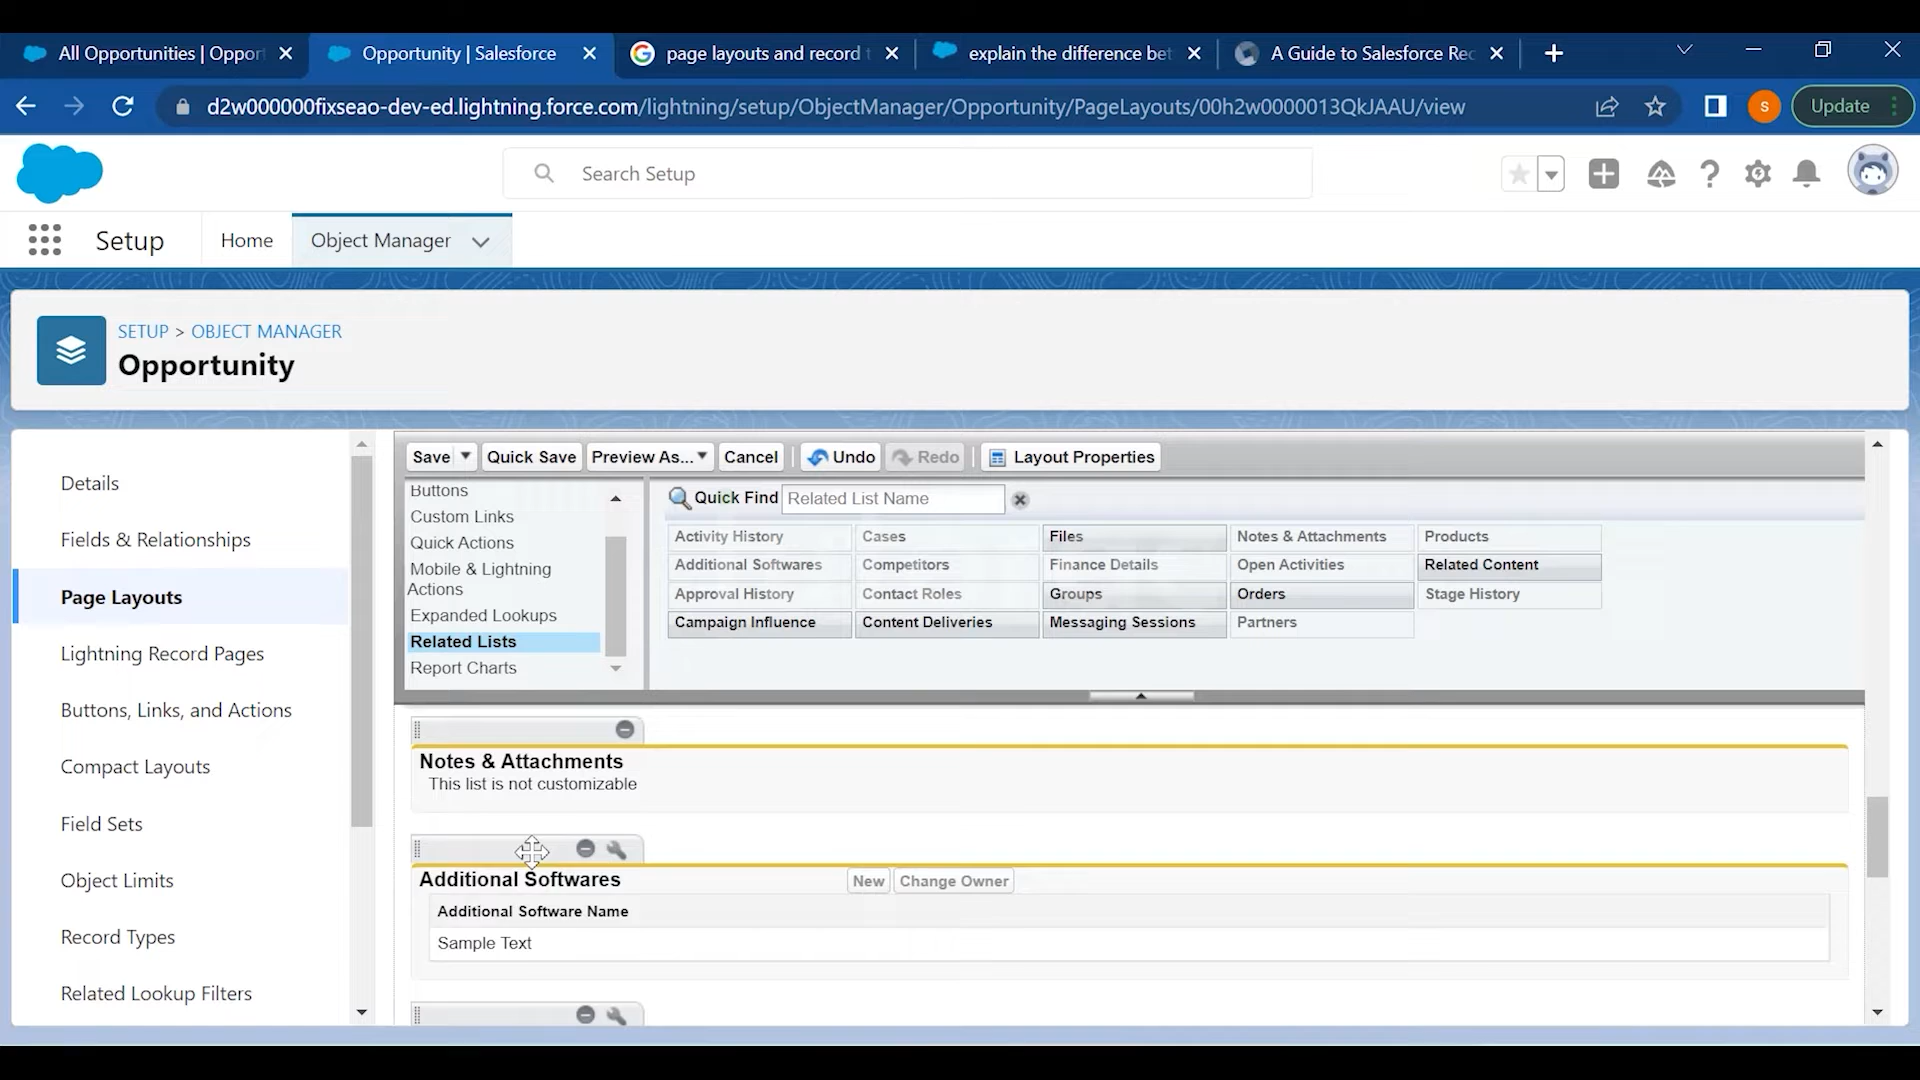 All Opportunities | Oppor
Opportunity | Salesforce
page layouts and record t
explain the difference bet
A Guide to Salesforce Rec
d2w000000fixseao-dev-ed.lightning.force.com/lightning/setup/ObjectManager/Opportunity/PageLayouts/00h2w0000013QkJAAU/view
S
Update
Search Setup
Setup
Home
Object Manager
SETUP > OBJECT MANAGER
Opportunity
Details
Fields & Relationships
Page Layouts
Lightning Record Pages
Buttons, Links, and Actions
Compact Layouts
Field Sets
Object Limits
Record Types
Related Lookup Filters
Save
Quick Save
Preview As...
Cancel
Undo
Redo
Layout Properties
Buttons
Custom Links
Quick Actions
Mobile & Lightning
Actions
Expanded Lookups
Related Lists
Report Charts
Quick Find
Related List Name
Activity History
Cases
Files
Notes & Attachments
Products
Additional Softwares
Competitors
Finance Details
Open Activities
Related Content
Approval History
Contact Roles
Groups
Orders
Stage History
Campaign Influence
Content Deliveries
Messaging Sessions
Partners
Notes & Attachments
This list is not customizable
Additional Softwares
New
Change Owner
Additional Software Name
Sample Text